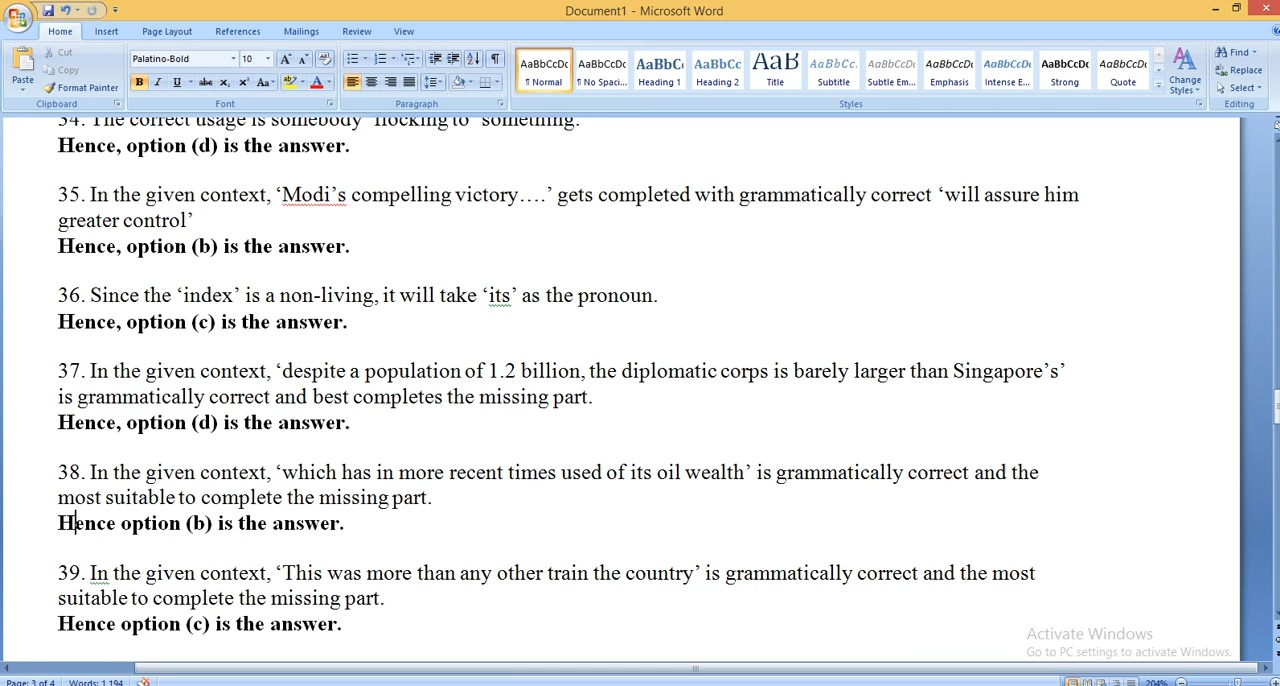 Document1 - Microsoft Word
Home Insert Page Layout References Mailings Review View
Cut
Copy
Format Painter
Paste
Clipboard
Palatino-Bold 10
Font
Paragraph
AaBbCcDc AaBbCcDc AaBbC AaBbCc AaB AaBbCc. AaBbCcDc AaBbCcDc AaBbCcDc AaBbCcDc AaBbCcDc
¶ Normal ¶ No Spaci... Heading 1 Heading 2 Title Subtitle Subtle Em... Emphasis Intense E... Strong Quote
Change Styles
Styles
Find
Replace
Select
Editing
34. The correct usage is somebody ‘flocking to’ something.
Hence, option (d) is the answer.
35. In the given context, ‘Modi’s compelling victory….’ gets completed with grammatically correct ‘will assure him
greater control’
Hence, option (b) is the answer.
36. Since the ‘index’ is a non-living, it will take ‘its’ as the pronoun.
Hence, option (c) is the answer.
37. In the given context, ‘despite a population of 1.2 billion, the diplomatic corps is barely larger than Singapore’s’
is grammatically correct and best completes the missing part.
Hence, option (d) is the answer.
38. In the given context, ‘which has in more recent times used of its oil wealth’ is grammatically correct and the
most suitable to complete the missing part.
Hence option (b) is the answer.
39. In the given context, ‘This was more than any other train the country’ is grammatically correct and the most
suitable to complete the missing part.
Hence option (c) is the answer.
Activate Windows
Go to PC settings to activate Windows.
Page: 3 of 4 Words: 1,194 204%